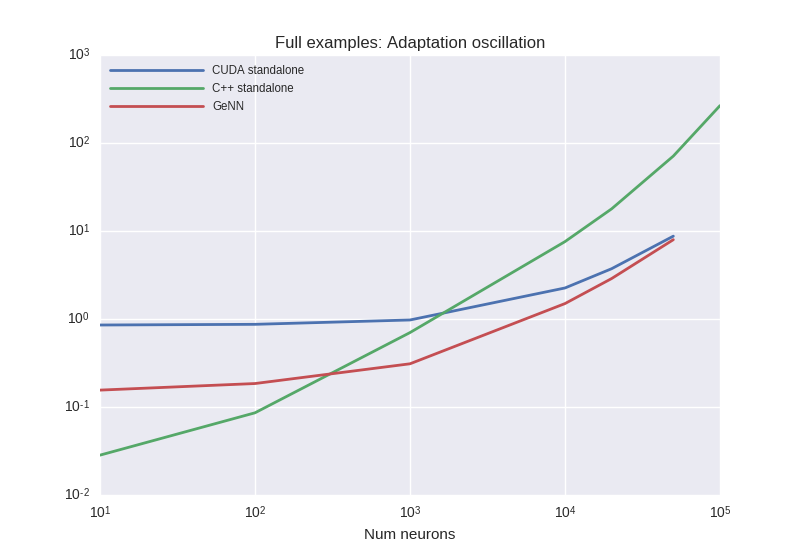 Full examples: Adaptation oscillation
CUDA standalone
C++ standalone
GeNN
10³
10²
10¹
10⁰
10⁻¹
10⁻²
10¹ 10² 10³ 10⁴ 10⁵
Num neurons